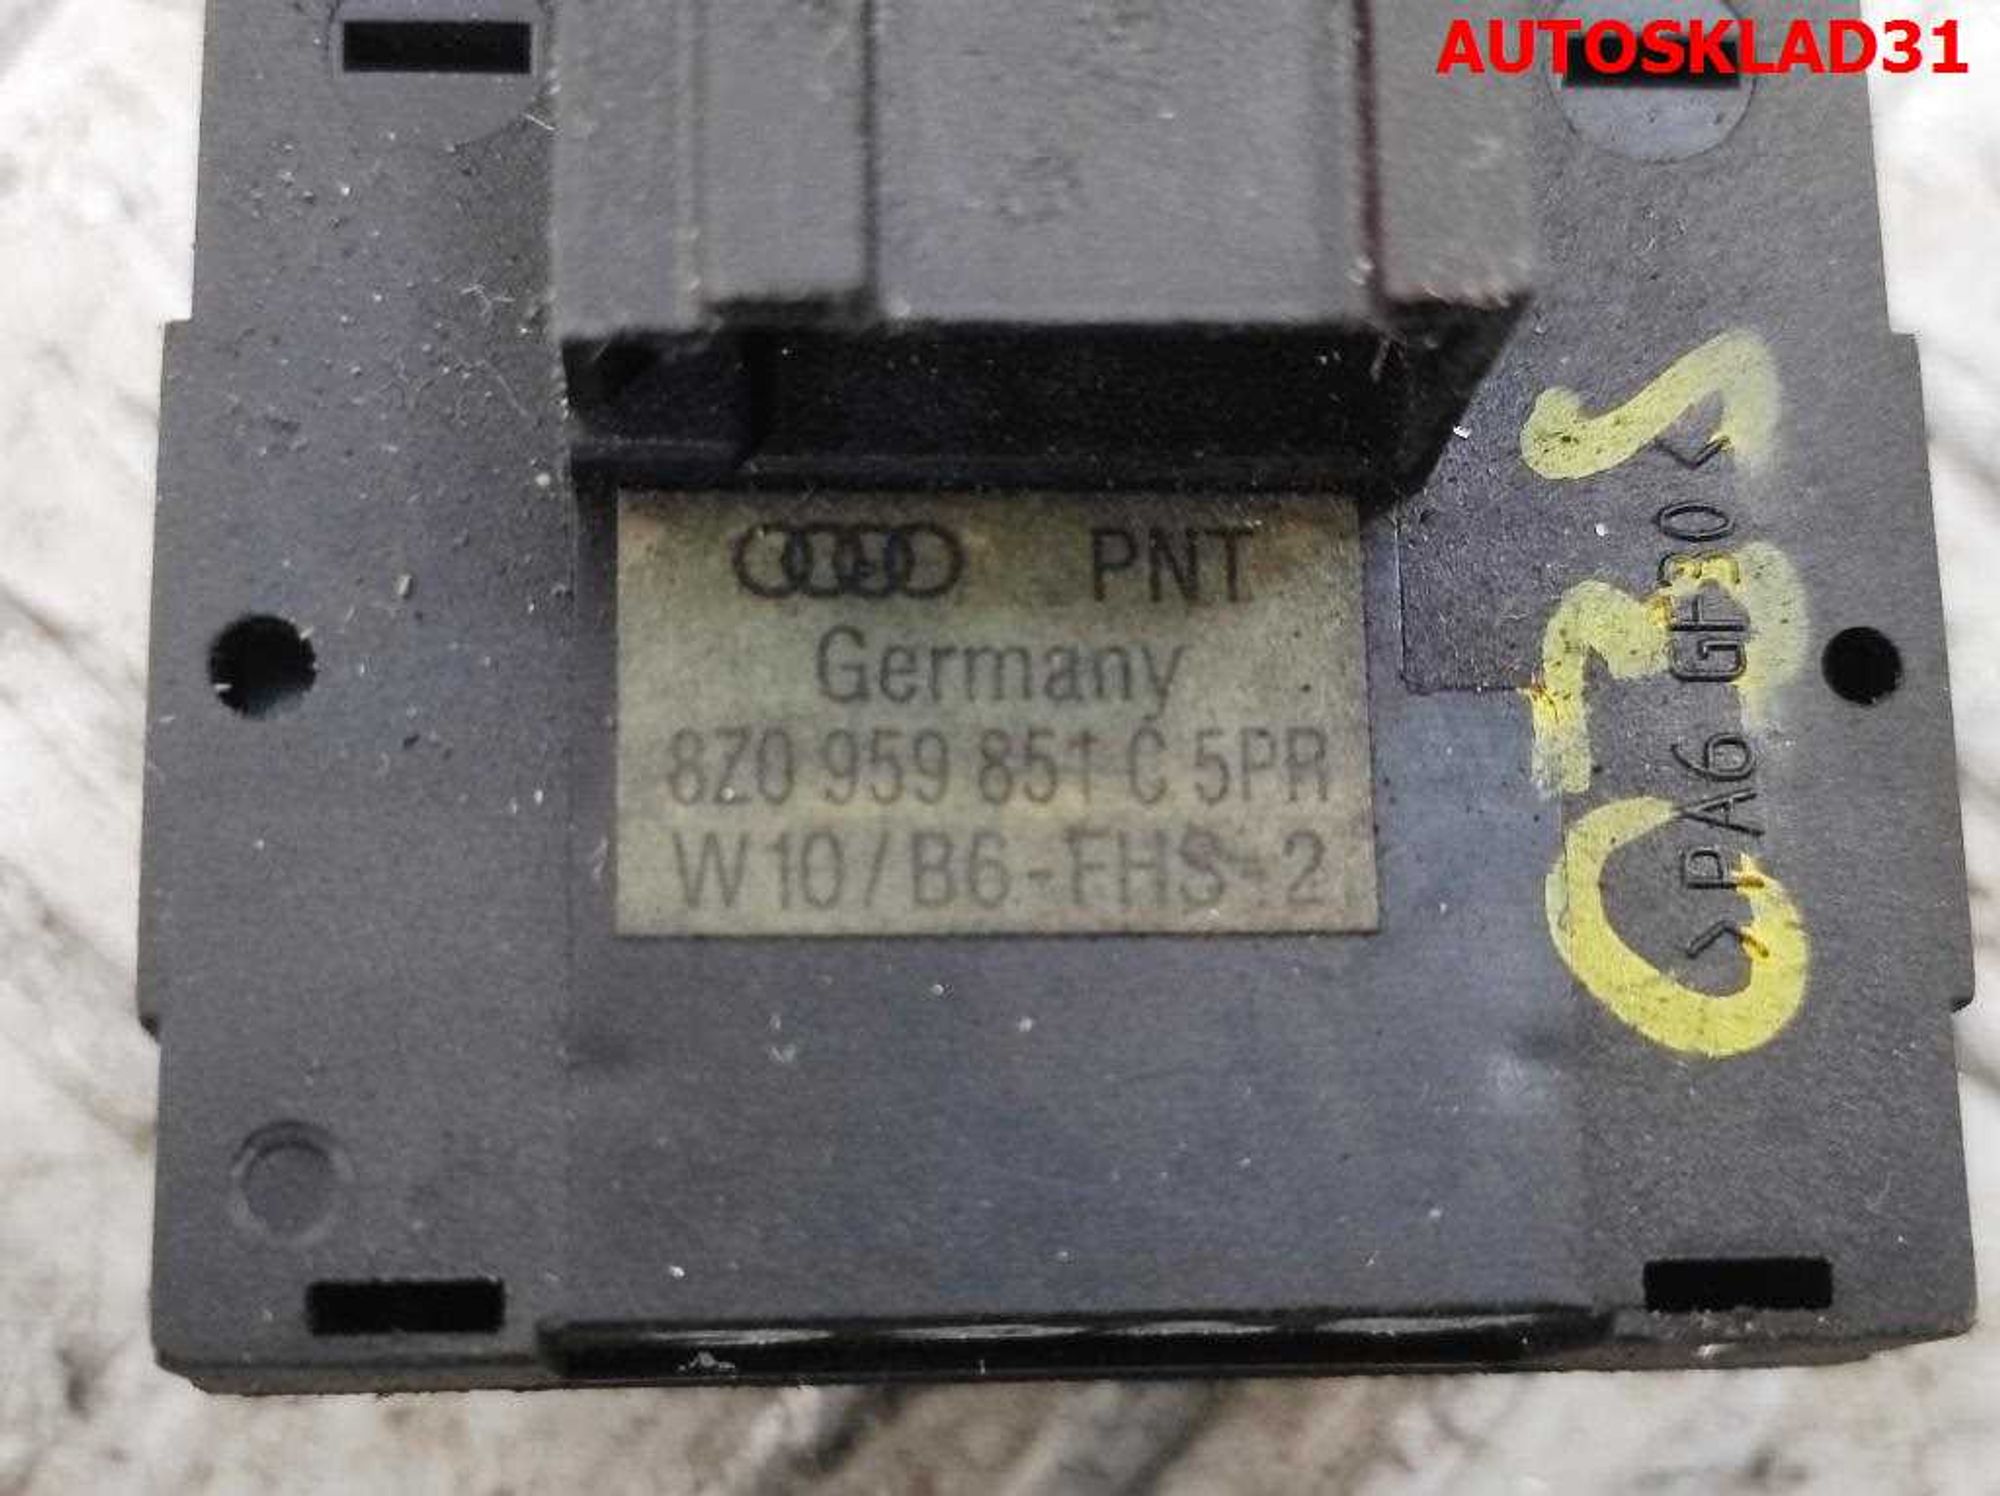 AUTOSKLAD31
PNT
Germany
8Z0 959 851 C 5PR
W10/B6-FHS-2
>PA6 GF30<